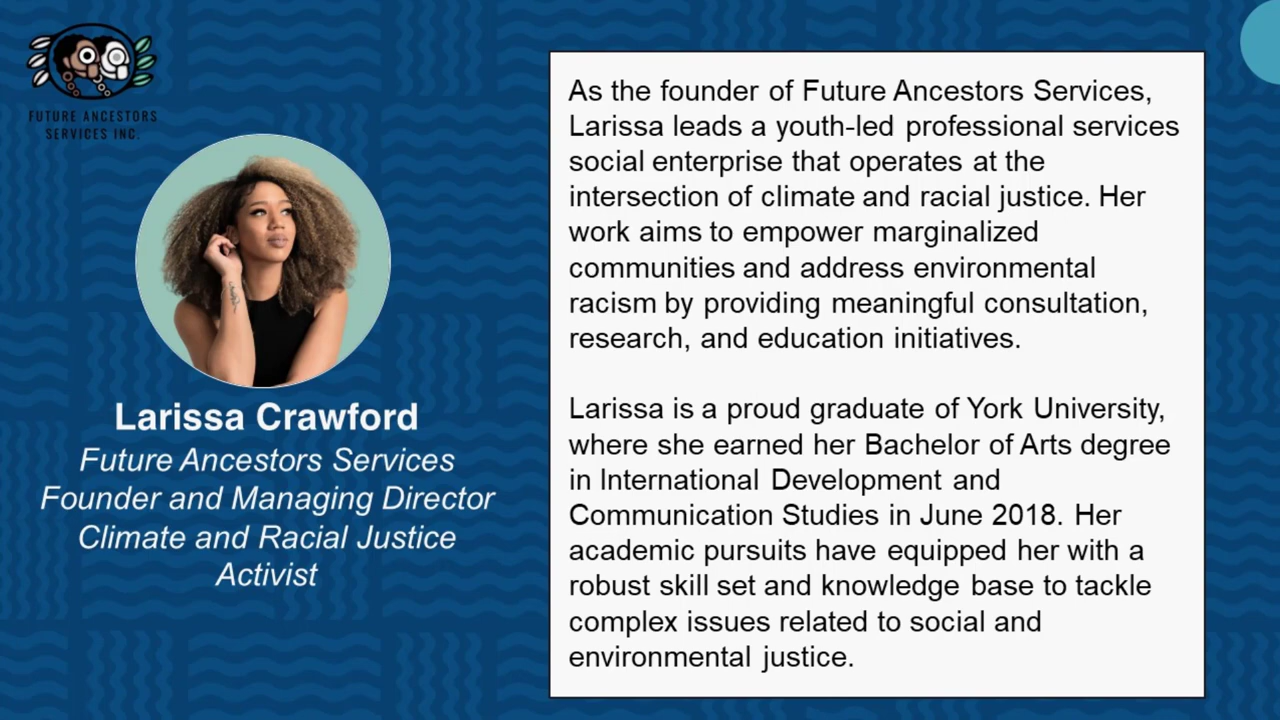 FUTURE ANCESTORS
SERVICES INC.
Larissa Crawford
Future Ancestors Services
Founder and Managing Director
Climate and Racial Justice
Activist
As the founder of Future Ancestors Services,
Larissa leads a youth-led professional services
social enterprise that operates at the
intersection of climate and racial justice. Her
work aims to empower marginalized
communities and address environmental
racism by providing meaningful consultation,
research, and education initiatives.
Larissa is a proud graduate of York University,
where she earned her Bachelor of Arts degree
in International Development and
Communication Studies in June 2018. Her
academic pursuits have equipped her with a
robust skill set and knowledge base to tackle
complex issues related to social and
environmental justice.